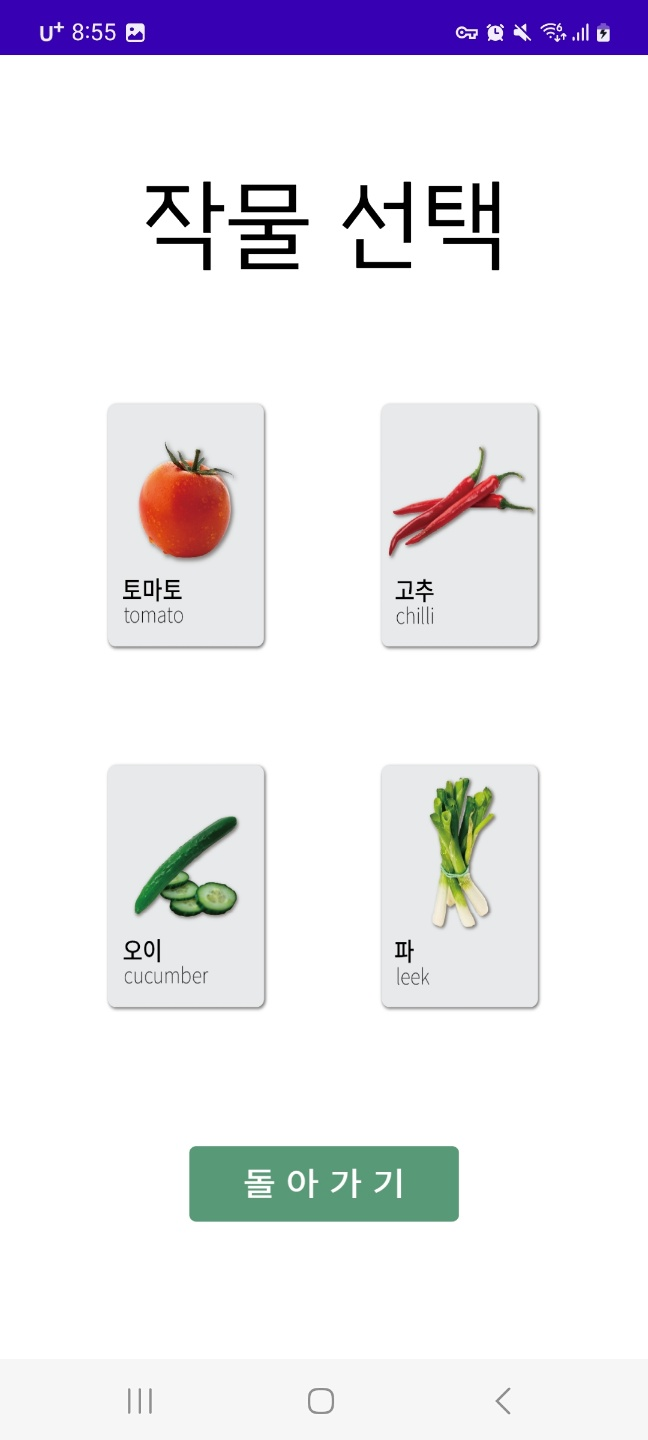 U+ 8:55
작물 선택
토마토
tomato
고추
chilli
오이
cucumber
파
leek
돌아가기